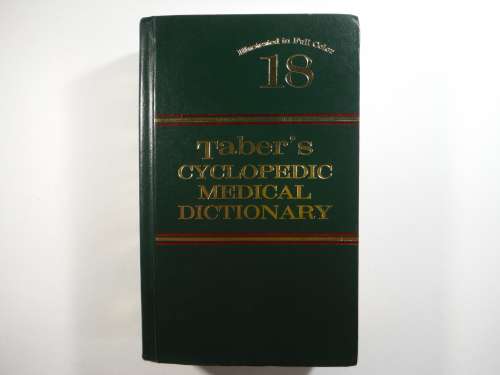 Illustrated in Full Color
18
Taber's
CYCLOPEDIC
MEDICAL
DICTIONARY